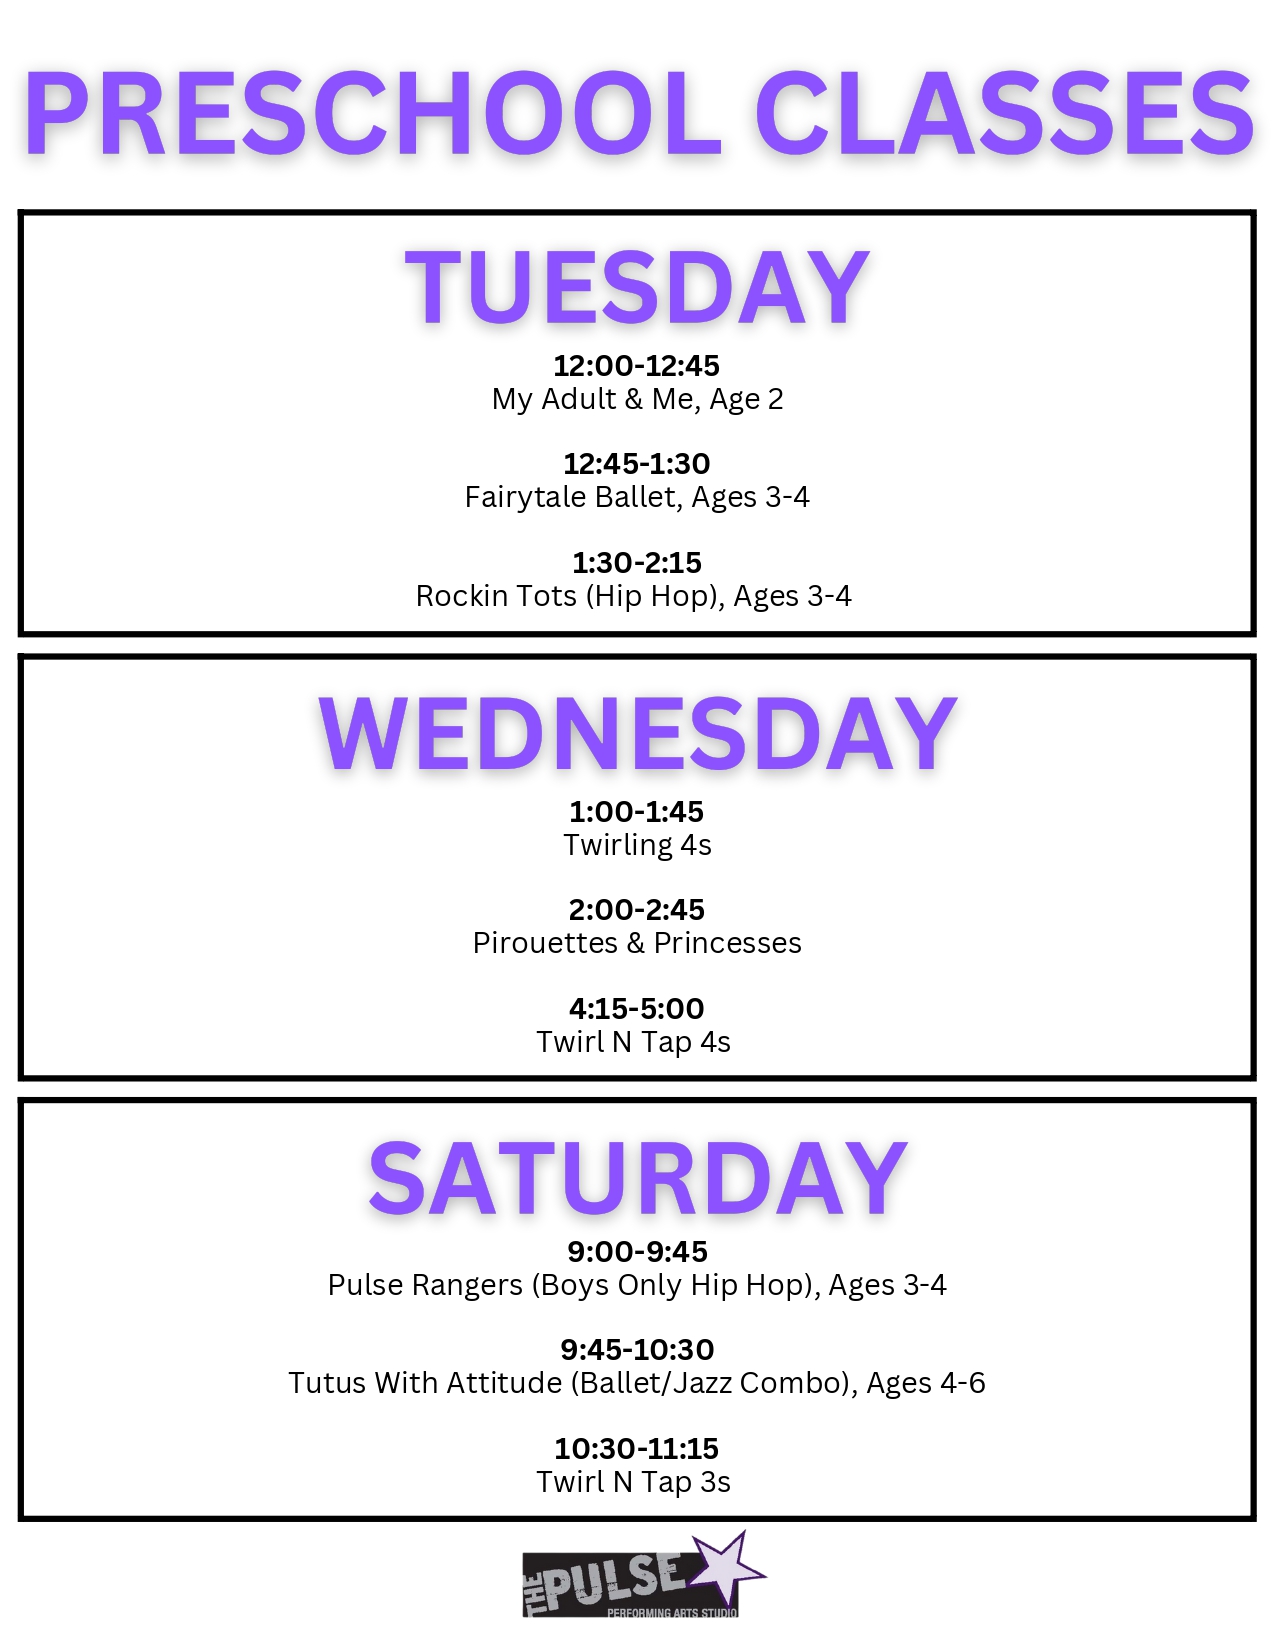 PRESCHOOL CLASSES
TUESDAY
12:00-12:45
My Adult & Me, Age 2
12:45-1:30
Fairytale Ballet, Ages 3-4
1:30-2:15
Rockin Tots (Hip Hop), Ages 3-4
WEDNESDAY
1:00-1:45
Twirling 4s
2:00-2:45
Pirouettes & Princesses
4:15-5:00
Twirl N Tap 4s
SATURDAY
9:00-9:45
Pulse Rangers (Boys Only Hip Hop), Ages 3-4
9:45-10:30
Tutus With Attitude (Ballet/Jazz Combo), Ages 4-6
10:30-11:15
Twirl N Tap 3s
THE PULSE
PERFORMING ARTS STUDIO